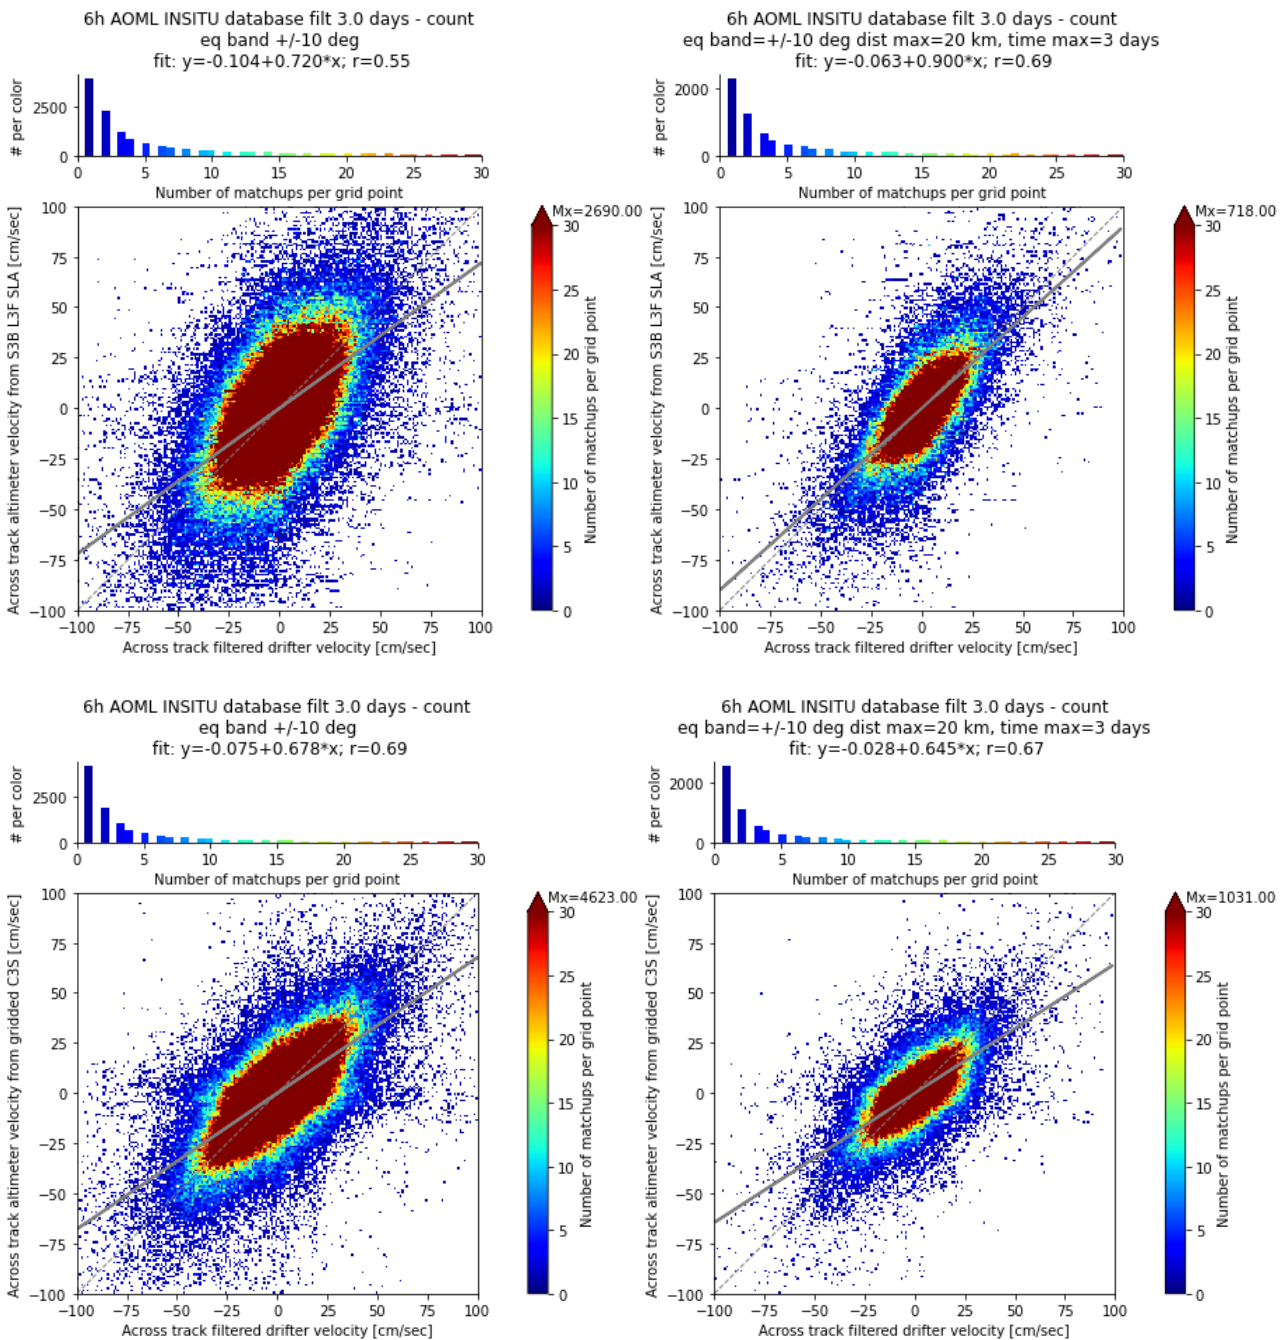 6h AOML INSITU database filt 3.0 days - count
eq band +/-10 deg
fit: y=-0.104+0.720*x; r=0.55
# per color
2500
0
0 5 10 15 20 25 30
Number of matchups per grid point
Across track altimeter velocity from S3B L3F SLA [cm/sec]
100
75
50
25
0
−25
−50
−75
−100
−100 −75 −50 −25 0 25 50 75 100
Across track filtered drifter velocity [cm/sec]
Mx=2690.00
30
25
20
15
10
5
0
Number of matchups per grid point
6h AOML INSITU database filt 3.0 days - count
eq band=+/-10 deg dist max=20 km, time max=3 days
fit: y=-0.063+0.900*x; r=0.69
# per color
2000
0
0 5 10 15 20 25 30
Number of matchups per grid point
Across track altimeter velocity from S3B L3F SLA [cm/sec]
100
75
50
25
0
−25
−50
−75
−100
−100 −75 −50 −25 0 25 50 75 100
Across track filtered drifter velocity [cm/sec]
Mx=718.00
30
25
20
15
10
5
0
Number of matchups per grid point
6h AOML INSITU database filt 3.0 days - count
eq band +/-10 deg
fit: y=-0.075+0.678*x; r=0.69
# per color
2500
0
0 5 10 15 20 25 30
Number of matchups per grid point
Across track altimeter velocity from gridded C3S [cm/sec]
100
75
50
25
0
−25
−50
−75
−100
−100 −75 −50 −25 0 25 50 75 100
Across track filtered drifter velocity [cm/sec]
Mx=4623.00
30
25
20
15
10
5
0
Number of matchups per grid point
6h AOML INSITU database filt 3.0 days - count
eq band=+/-10 deg dist max=20 km, time max=3 days
fit: y=-0.028+0.645*x; r=0.67
# per color
2000
0
0 5 10 15 20 25 30
Number of matchups per grid point
Across track altimeter velocity from gridded C3S [cm/sec]
100
75
50
25
0
−25
−50
−75
−100
−100 −75 −50 −25 0 25 50 75 100
Across track filtered drifter velocity [cm/sec]
Mx=1031.00
30
25
20
15
10
5
0
Number of matchups per grid point